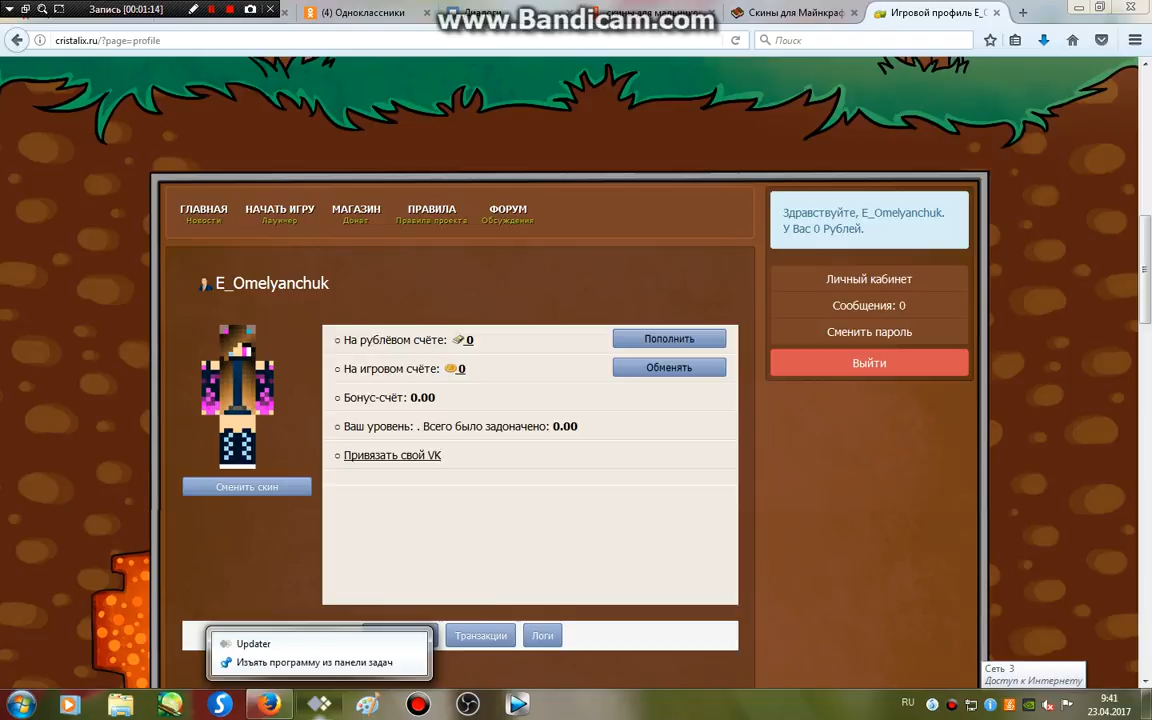 Запись [00:01:14]
(4) Одноклассники
Диалоги
скины для мальчик
Скины для Майнкраф
Игровой профиль E_O
www.Bandicam.com
cristalix.ru/?page=profile
Поиск
ГЛАВНАЯ
НАЧАТЬ ИГРУ
МАГАЗИН
ПРАВИЛА
ФОРУМ
Новости
Лаунчер
Донат
Правила проекта
Обсуждения
Здравствуйте, E_Omelyanchuk.
У Вас 0 Рублей.
Личный кабинет
Сообщения: 0
Сменить пароль
Выйти
E_Omelyanchuk
На рублёвом счёте: 0
Пополнить
На игровом счёте: 0
Обменять
Бонус-счёт: 0.00
Ваш уровень: . Всего было задоначено: 0.00
Привязать свой VK
Сменить скин
Транзакции
Логи
Updater
Изъять программу из панели задач
Сеть 3
Доступ к Интернету
RU
9:41
23.04.2017